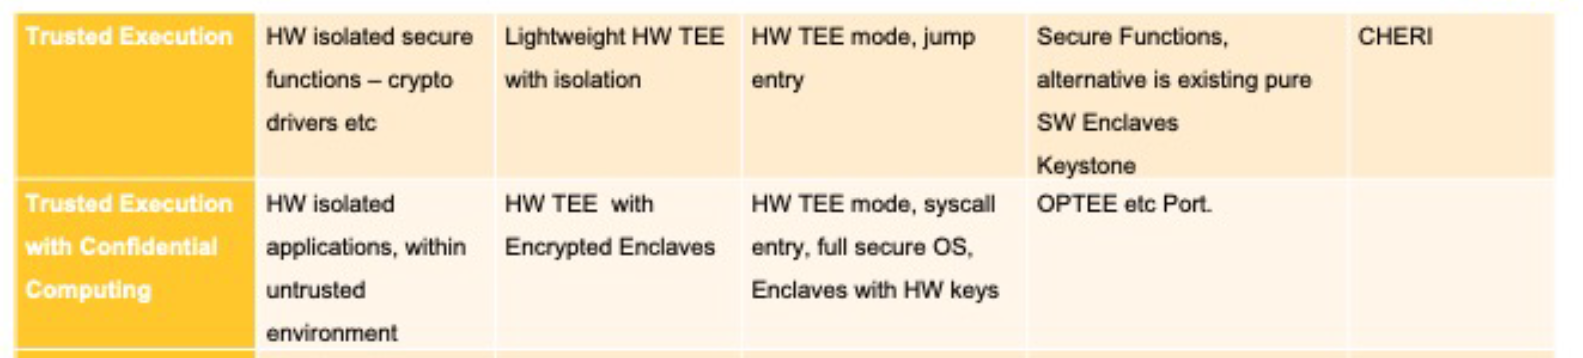 Trusted Execution
HW isolated secure
functions – crypto
drivers etc
Lightweight HW TEE
with isolation
HW TEE mode, jump
entry
Secure Functions,
alternative is existing pure
SW Enclaves
Keystone
CHERI
Trusted Execution
with Confidential
Computing
HW isolated
applications, within
untrusted
environment
HW TEE with
Encrypted Enclaves
HW TEE mode, syscall
entry, full secure OS,
Enclaves with HW keys
OPTEE etc Port.